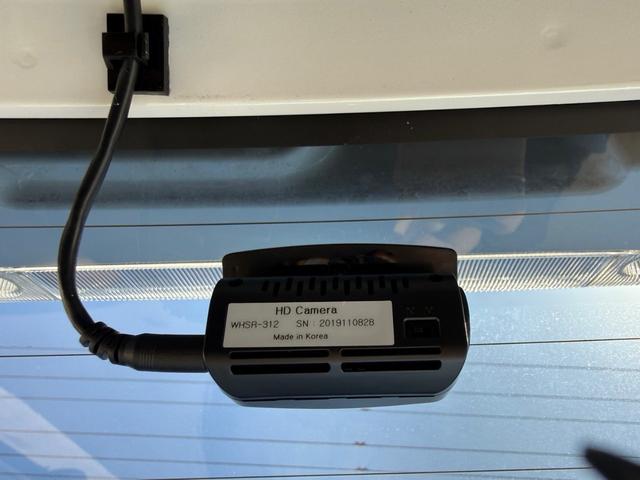 HD Camera
WHSR-312 SN : 2019110828
Made in Korea